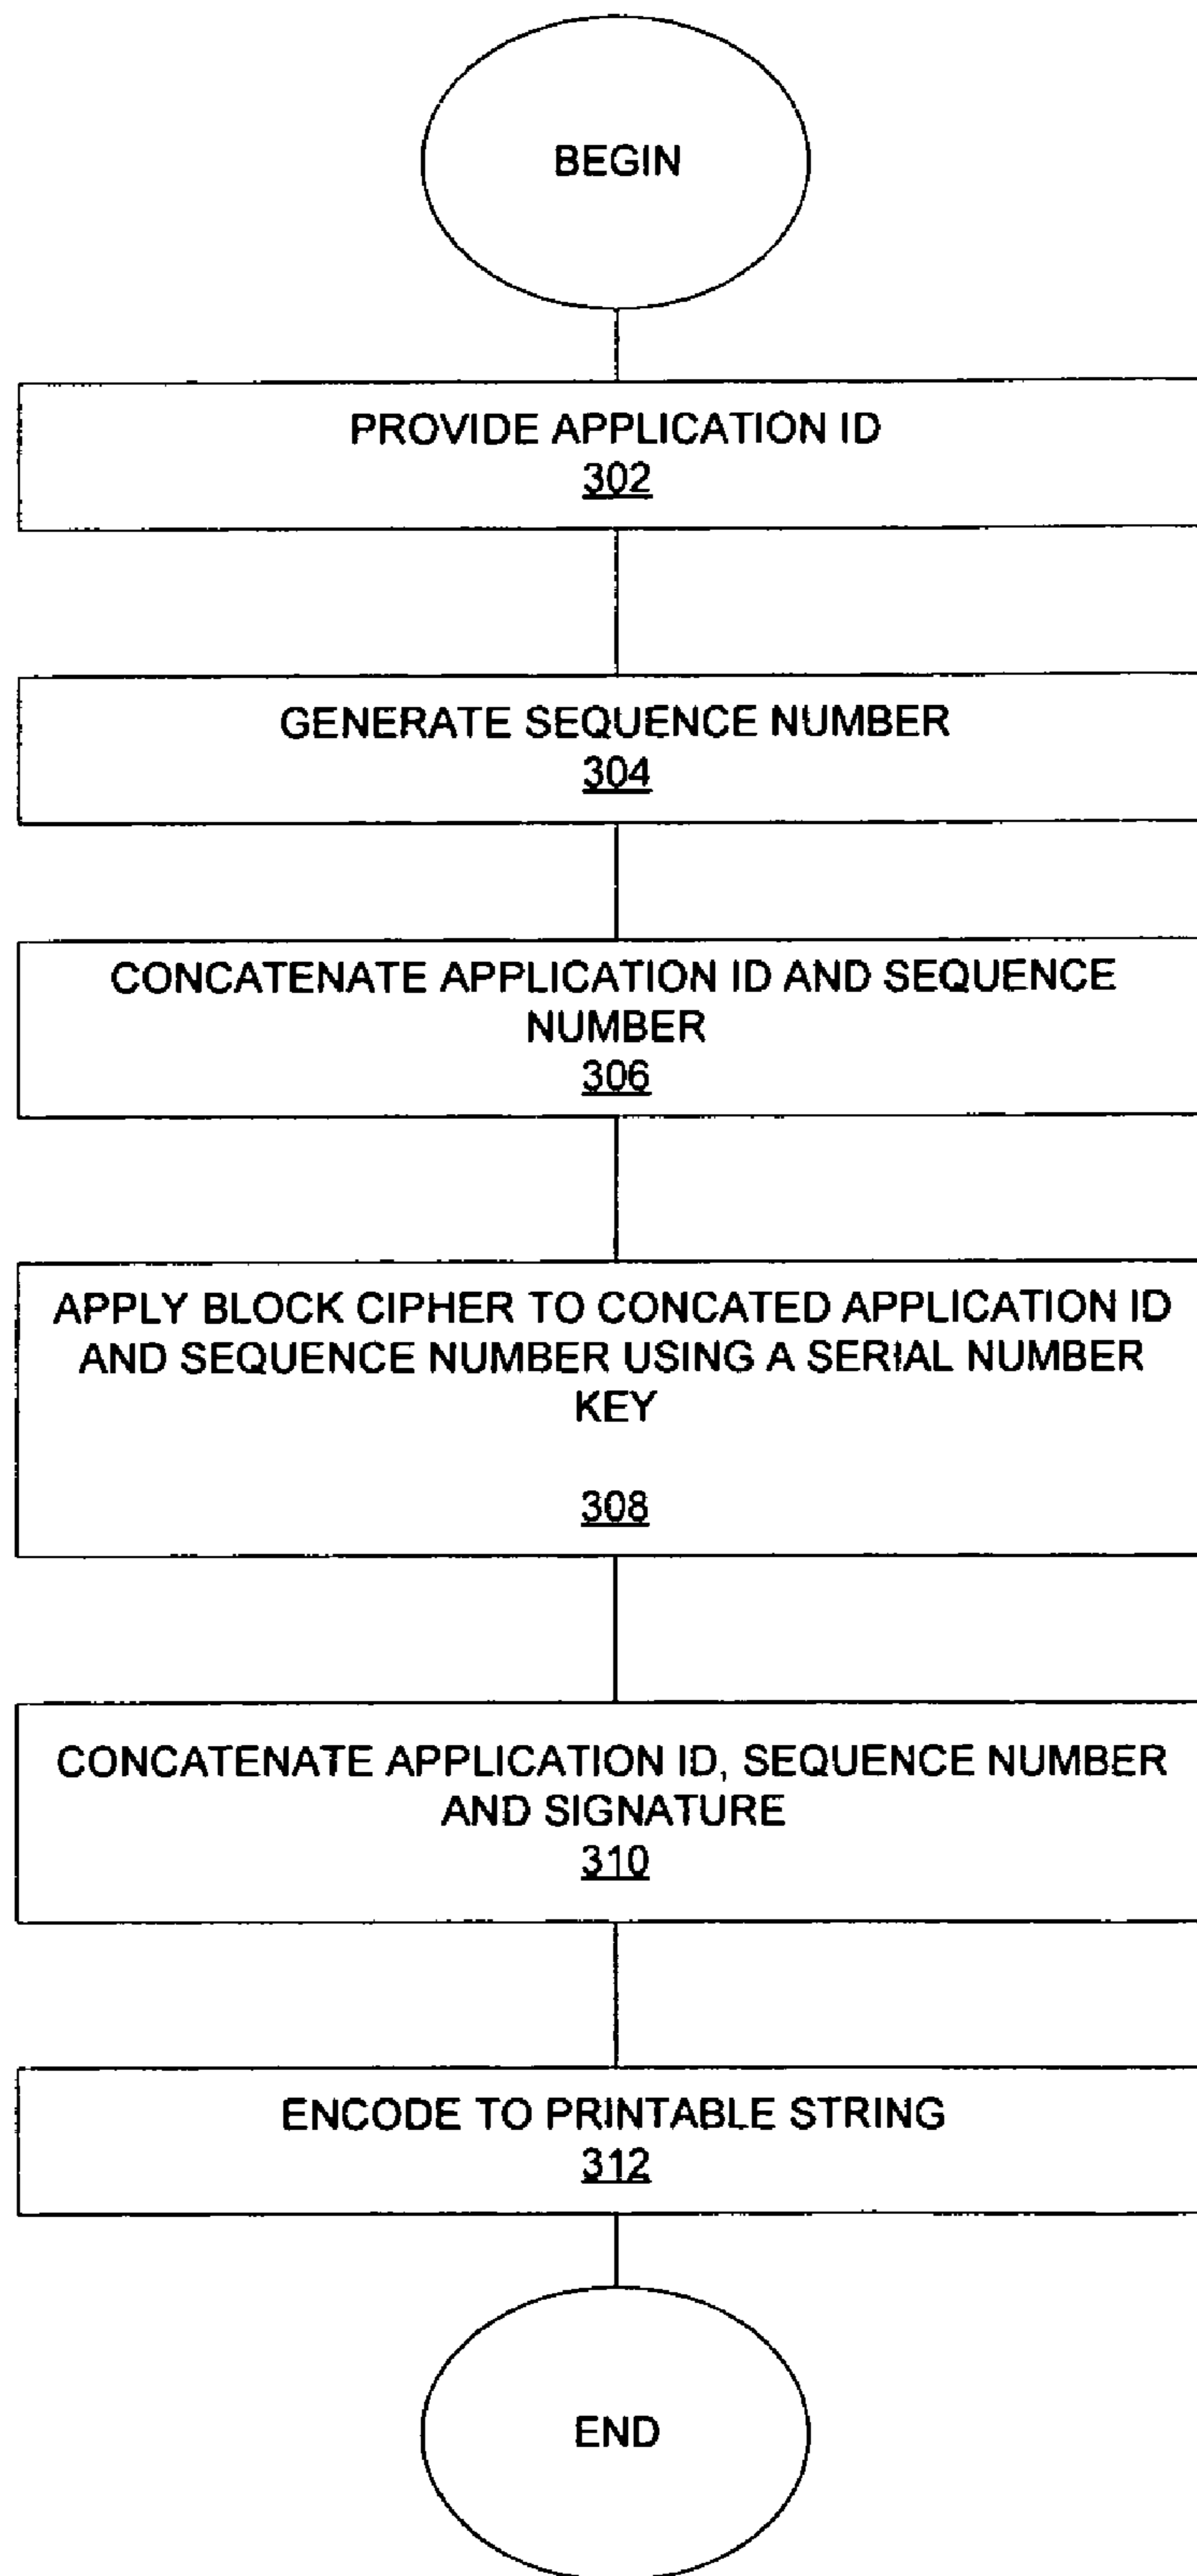 BEGIN
PROVIDE APPLICATION ID
302
GENERATE SEQUENCE NUMBER
304
CONCATENATE APPLICATION ID AND SEQUENCE
NUMBER
306
APPLY BLOCK CIPHER TO CONCATED APPLICATION ID
AND SEQUENCE NUMBER USING A SERIAL NUMBER
KEY
308
CONCATENATE APPLICATION ID, SEQUENCE NUMBER
AND SIGNATURE
310
ENCODE TO PRINTABLE STRING
312
END